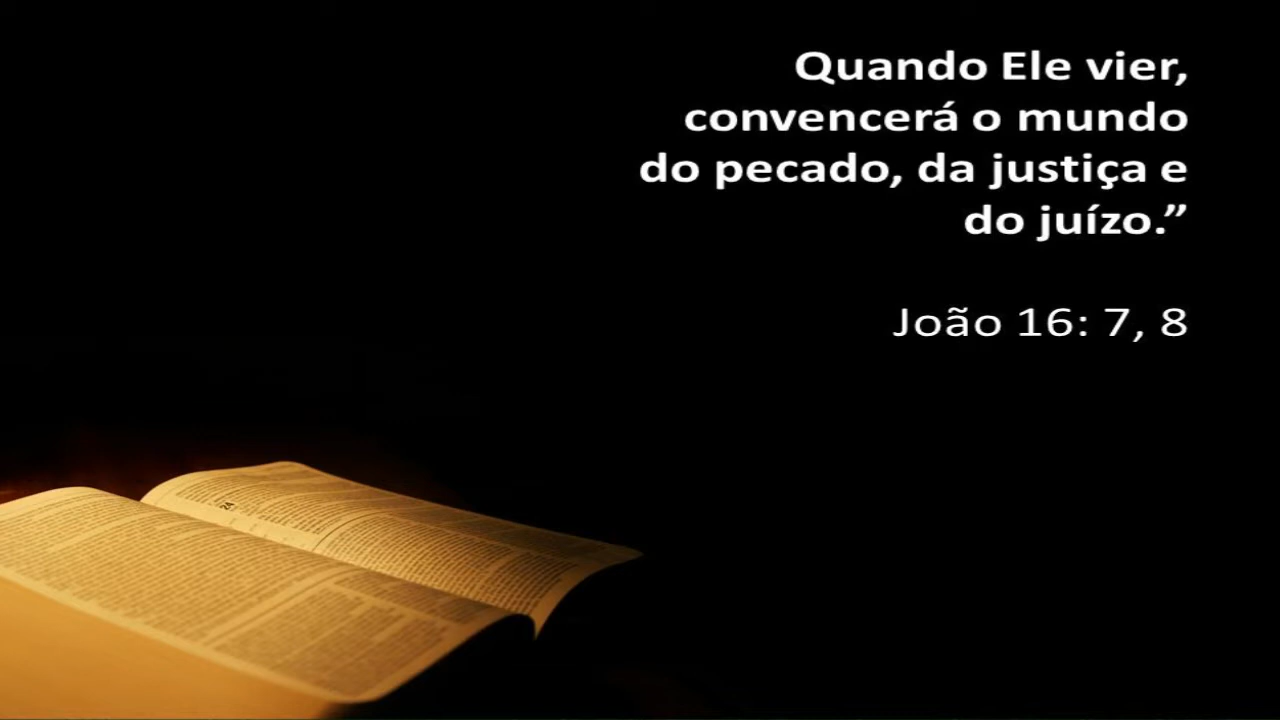 Quando Ele vier,
convencerá o mundo
do pecado, da justiça e
do juízo.”
João 16: 7, 8